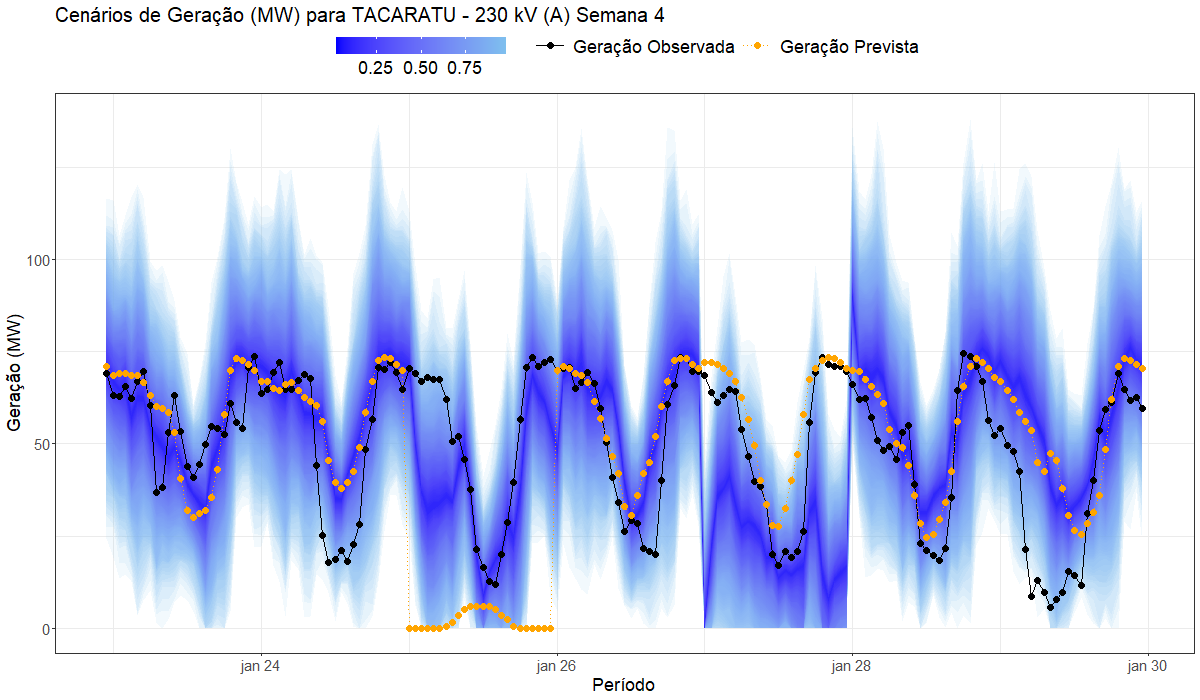 Cenários de Geração (MW) para TACARATU - 230 kV (A) Semana 4
0.25 0.50 0.75 Geração Observada Geração Prevista
Geração (MW)
100
50
0
jan 24 jan 26 jan 28 jan 30
Período